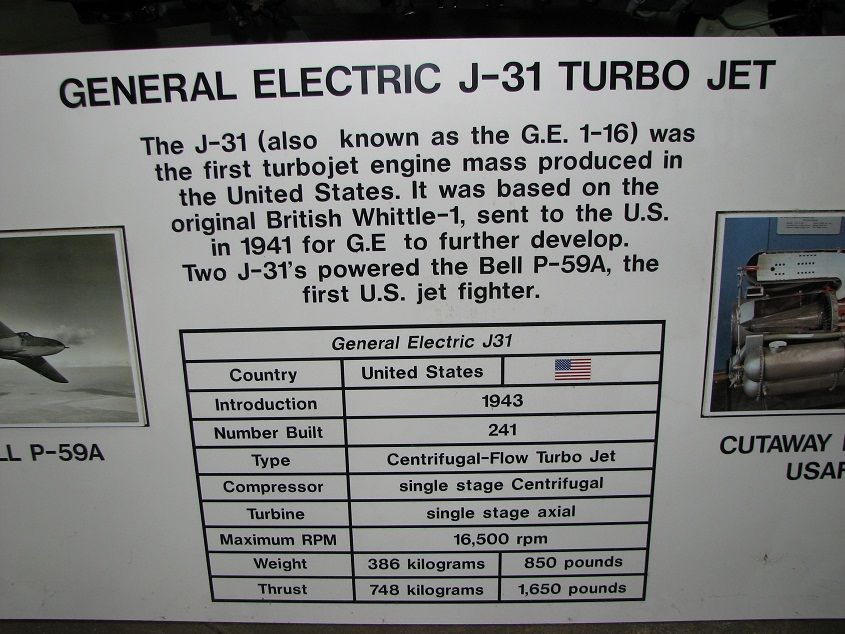 GENERAL ELECTRIC J-31 TURBO JET
The J-31 (also known as the G.E. 1-16) was
the first turbojet engine mass produced in
the United States. It was based on the
original British Whittle-1, sent to the U.S.
in 1941 for G.E to further develop.
Two J-31's powered the Bell P-59A, the
first U.S. jet fighter.
General Electric J31
Country United States
Introduction 1943
Number Built 241
Type Centrifugal-Flow Turbo Jet
Compressor single stage Centrifugal
Turbine single stage axial
Maximum RPM 16,500 rpm
Weight 386 kilograms 850 pounds
Thrust 748 kilograms 1,650 pounds
LL P-59A
CUTAWAY
USAF